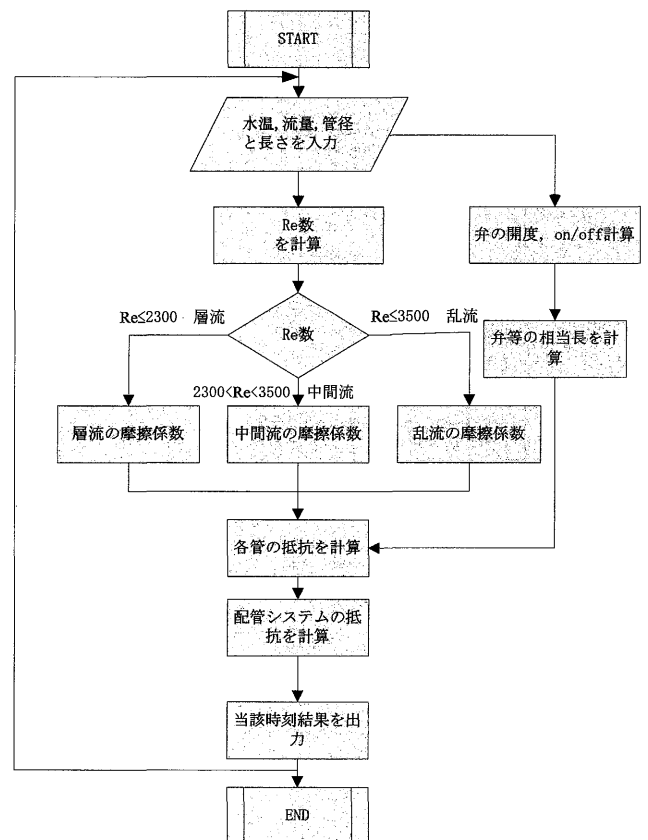 START
水温,流量,管径
と長さを入力
Re数
を計算
弁の開度，on/off計算
Re≤2300 層流
Re数
Re≤3500 乱流
弁等の相当長を計
算
2300<Re<3500 中間流
層流の摩擦係数
中間流の摩擦係数
乱流の摩擦係数
各管の抵抗を計算
配管システムの抵
抗を計算
当該時刻結果を出
力
END